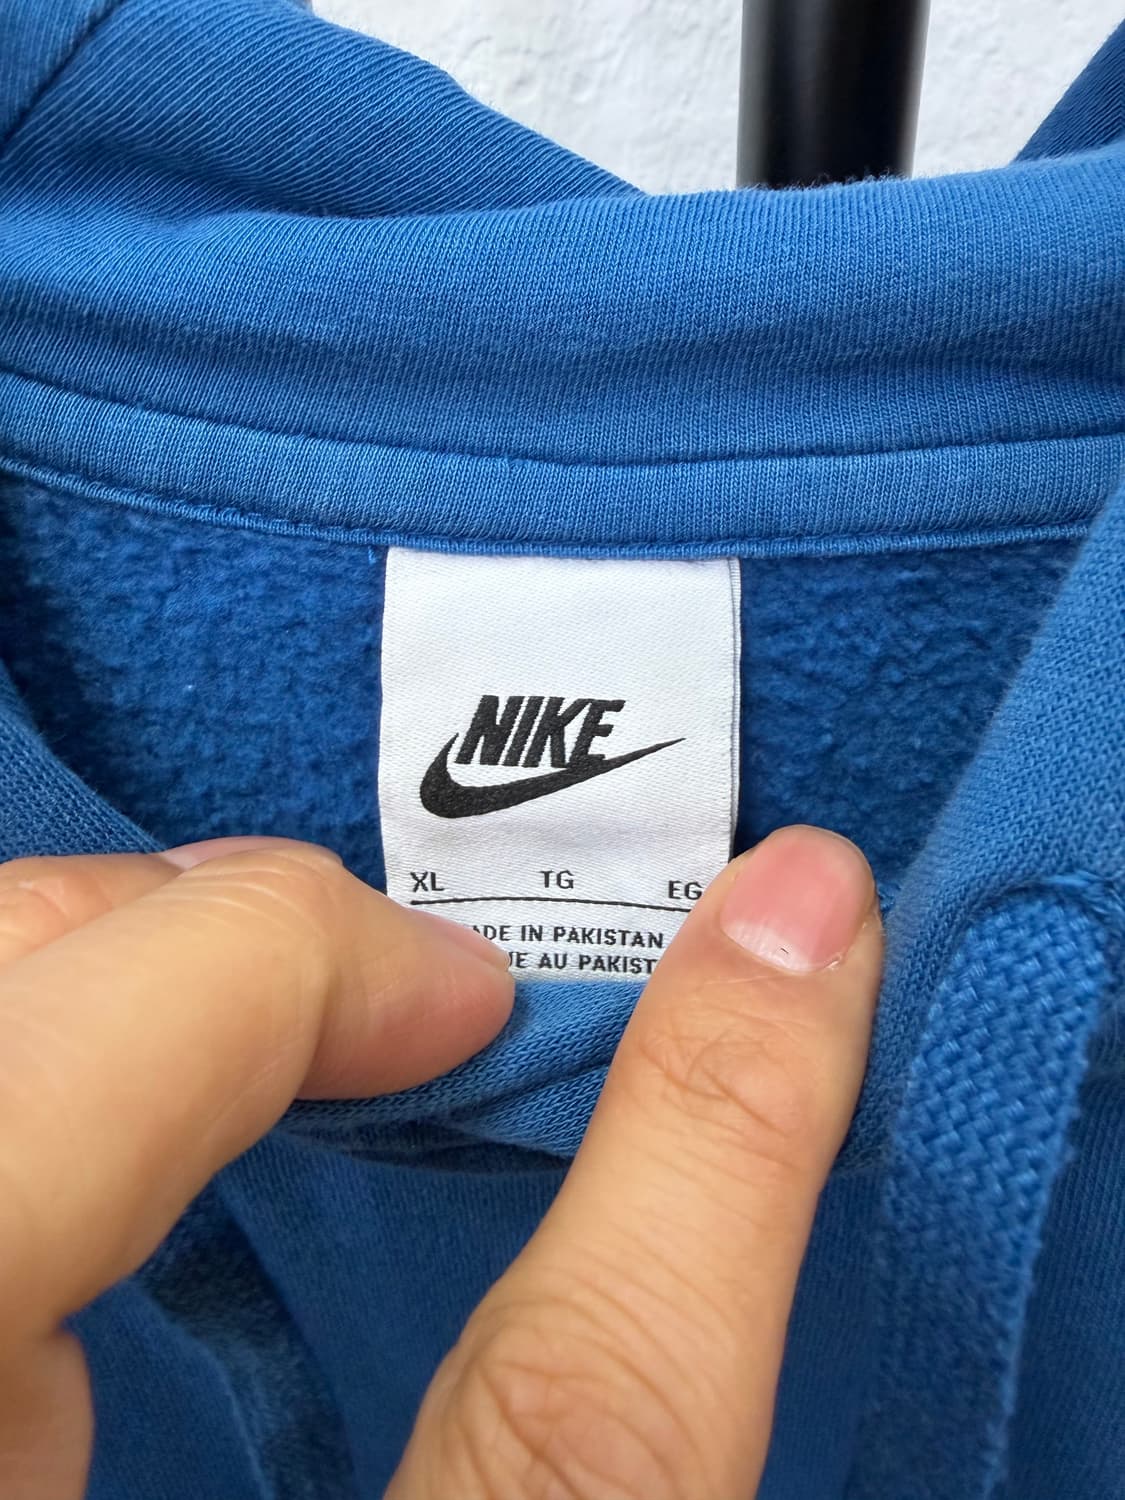 NIKE
XL TG EG
ADE IN PAKISTAN
UE AU PAKIST